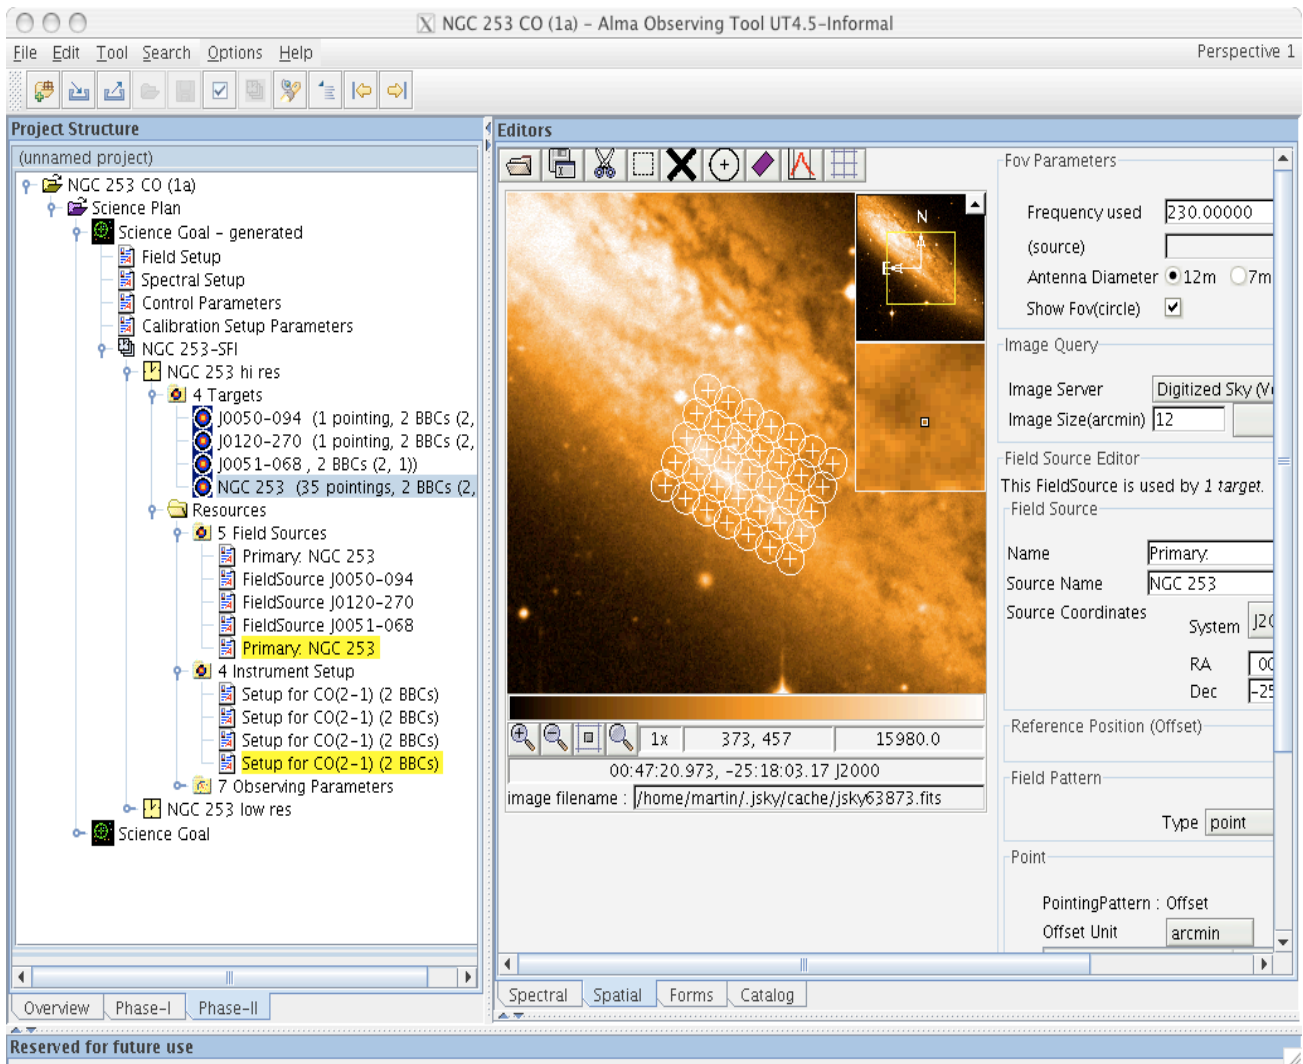 NGC 253 CO (1a) – Alma Observing Tool UT4.5–Informal
File Edit Tool Search Options Help
Perspective 1
Project Structure
(unnamed project)
NGC 253 CO (1a)
Science Plan
Science Goal – generated
Field Setup
Spectral Setup
Control Parameters
Calibration Setup Parameters
NGC 253–SFI
NGC 253 hi res
4 Targets
J0050–094 (1 pointing, 2 BBCs (2,
J0120–270 (1 pointing, 2 BBCs (2,
J0051–068 , 2 BBCs (2, 1))
NGC 253 (35 pointings, 2 BBCs (2,
Resources
5 Field Sources
Primary: NGC 253
FieldSource J0050–094
FieldSource J0120–270
FieldSource J0051–068
Primary: NGC 253
4 Instrument Setup
Setup for CO(2–1) (2 BBCs)
Setup for CO(2–1) (2 BBCs)
Setup for CO(2–1) (2 BBCs)
Setup for CO(2–1) (2 BBCs)
7 Observing Parameters
NGC 253 low res
Science Goal
Overview Phase–I Phase–II
Editors
N
E
1x 373, 457 15980.0
00:47:20.973, –25:18:03.17 J2000
image filename : /home/martin/.jsky/cache/jsky63873.fits
Fov Parameters
Frequency used 230.00000
(source)
Antenna Diameter 12m 7m
Show Fov(circle)
Image Query
Image Server Digitized Sky
Image Size(arcmin) 12
Field Source Editor
This FieldSource is used by 1 target.
Field Source
Name Primary:
Source Name NGC 253
Source Coordinates
System J2
RA 00
Dec –25
Reference Position (Offset)
Field Pattern
Type point
Point
PointingPattern : Offset
Offset Unit arcmin
Spectral Spatial Forms Catalog
Reserved for future use